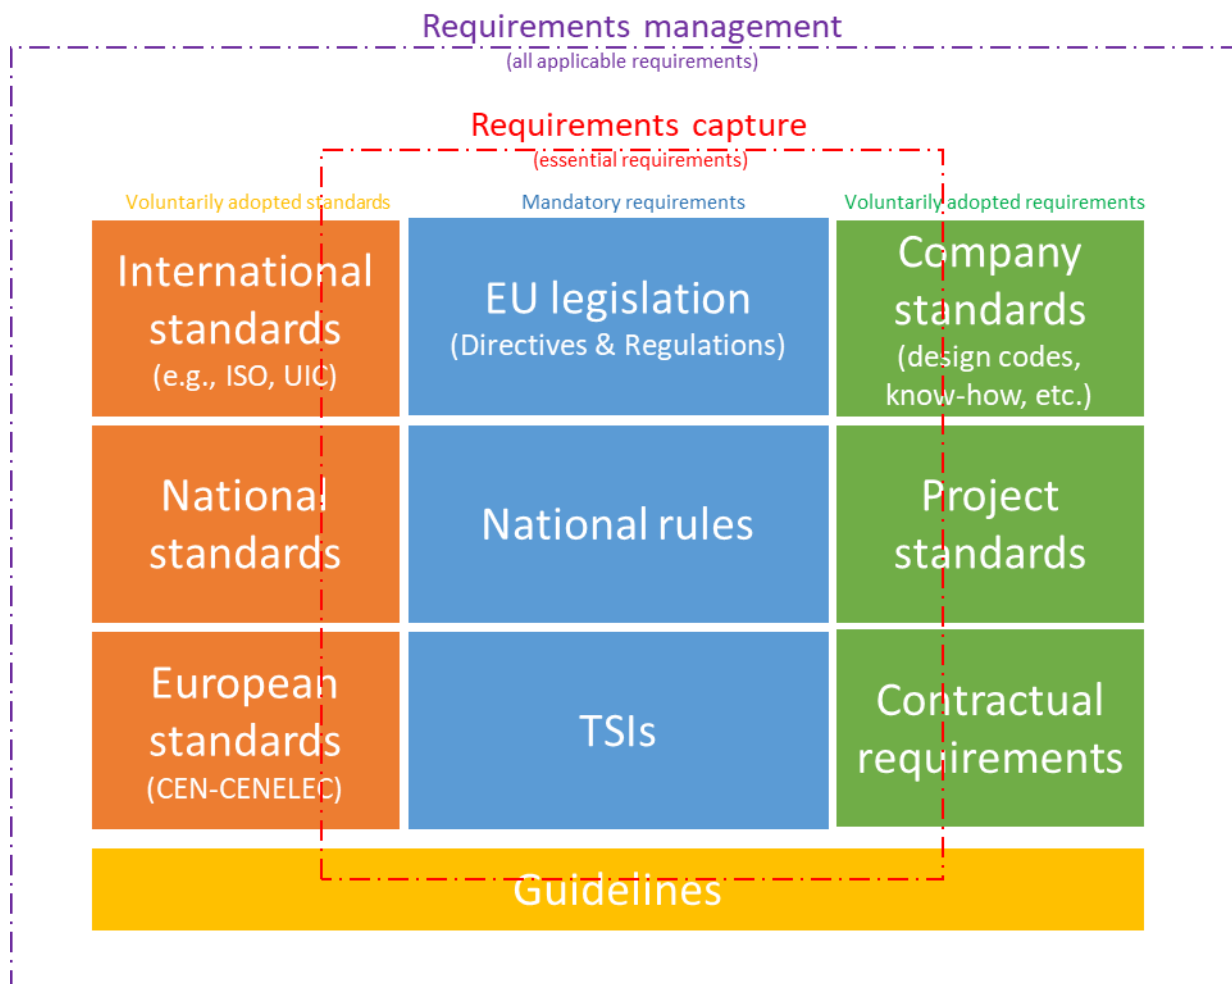 Requirements management
(all applicable requirements)
Requirements capture
(essential requirements)
Voluntarily adopted standards
Mandatory requirements
Voluntarily adopted requirements
International
standards
(e.g., ISO, UIC)
EU legislation
(Directives & Regulations)
Company
standards
(design codes,
know-how, etc.)
National
standards
National rules
Project
standards
European
standards
(CEN-CENELEC)
TSIs
Contractual
requirements
Guidelines